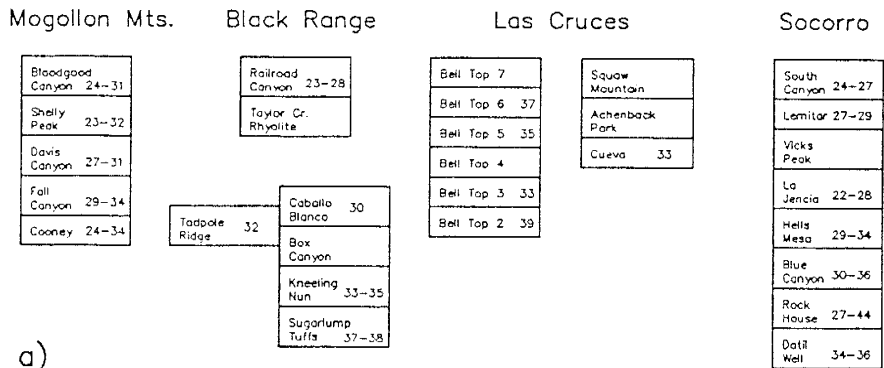 Mogollon Mts.
Bloodgood
Canyon 24-31
Shelly
Peak 23-32
Davis
Canyon 27-31
Fall
Canyon 29-34
Cooney 24-34
Black Range
Railroad
Canyon 23-28
Taylor Cr.
Rhyolite
Tadpole
Ridge 32
Caballo
Blanco 30
Box
Canyon
Kneeling
Nun 33-35
Sugarlump
Tuffs 37-38
Las Cruces
Bell Top 7
Bell Top 6 37
Bell Top 5 35
Bell Top 4
Bell Top 3 33
Bell Top 2 39
Squaw
Mountain
Achenback
Park
Cueva 33
Socorro
South
Canyon 24-27
Lemitar 27-29
Vicks
Peak
La
Jencia 22-28
Hells
Mesa 29-34
Blue
Canyon 30-36
Rock
House 27-44
Datil
Well 34-36
a)